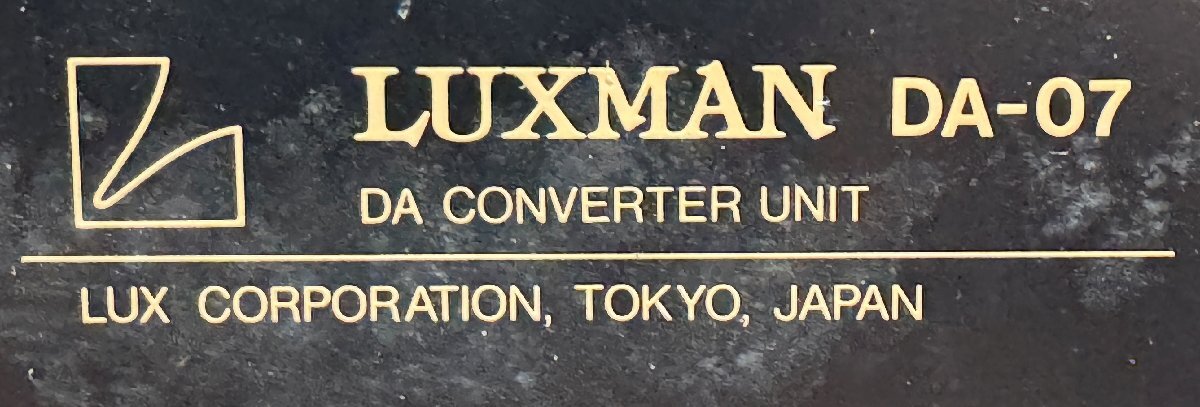 LUXMAN DA-07
DA CONVERTER UNIT
LUX CORPORATION, TOKYO, JAPAN